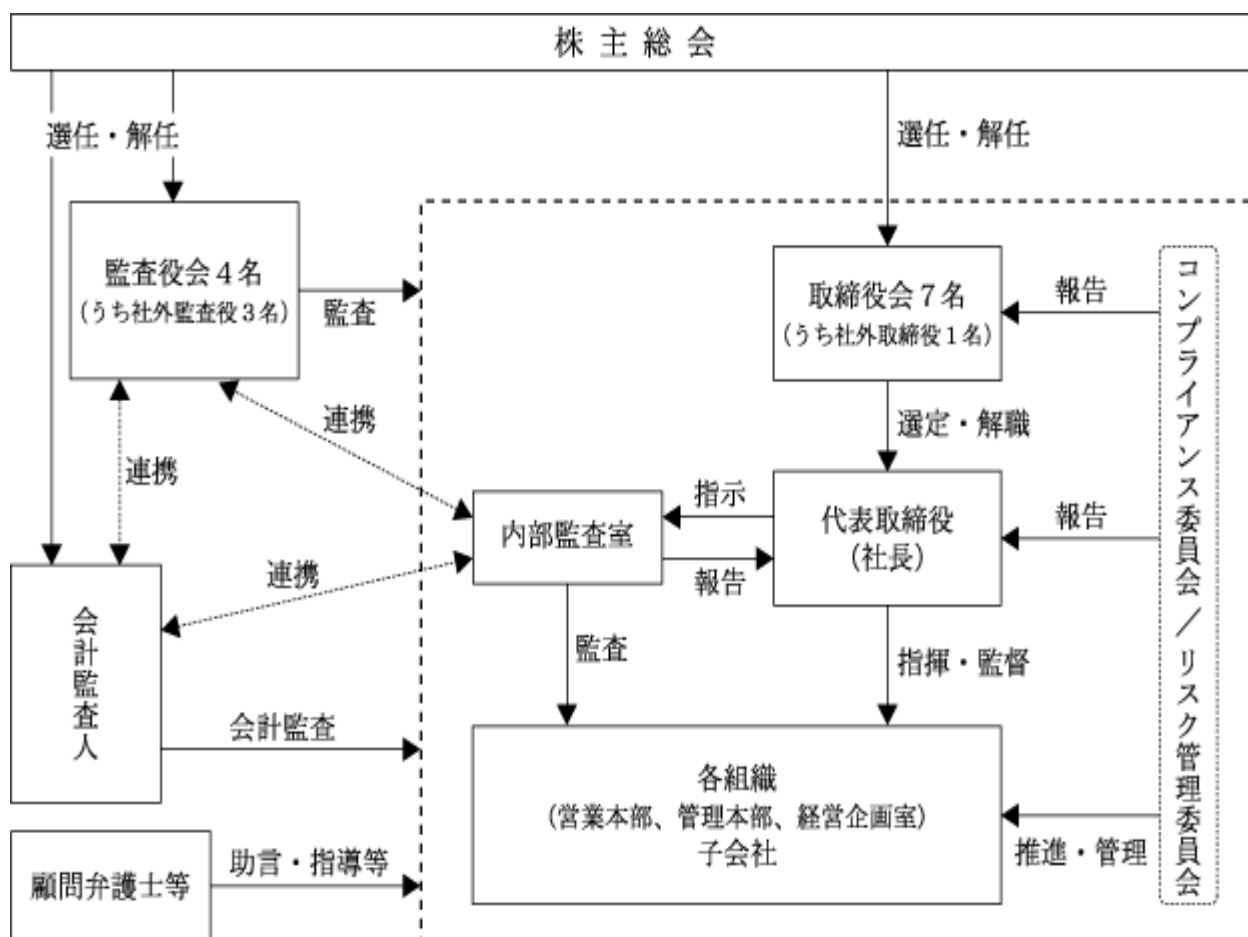 株主総会
選任・解任
選任・解任
監査役会４名
（うち社外監査役３名）
監査
取締役会７名
（うち社外取締役１名）
報告
コンプライアンス委員会／リスク管理委員会
連携
連携
選定・解職
内部監査室
指示
報告
代表取締役
（社長）
報告
連携
会計監査人
監査
指揮・監督
会計監査
各組織
（営業本部、管理本部、経営企画室）
子会社
推進・管理
顧問弁護士等
助言・指導等